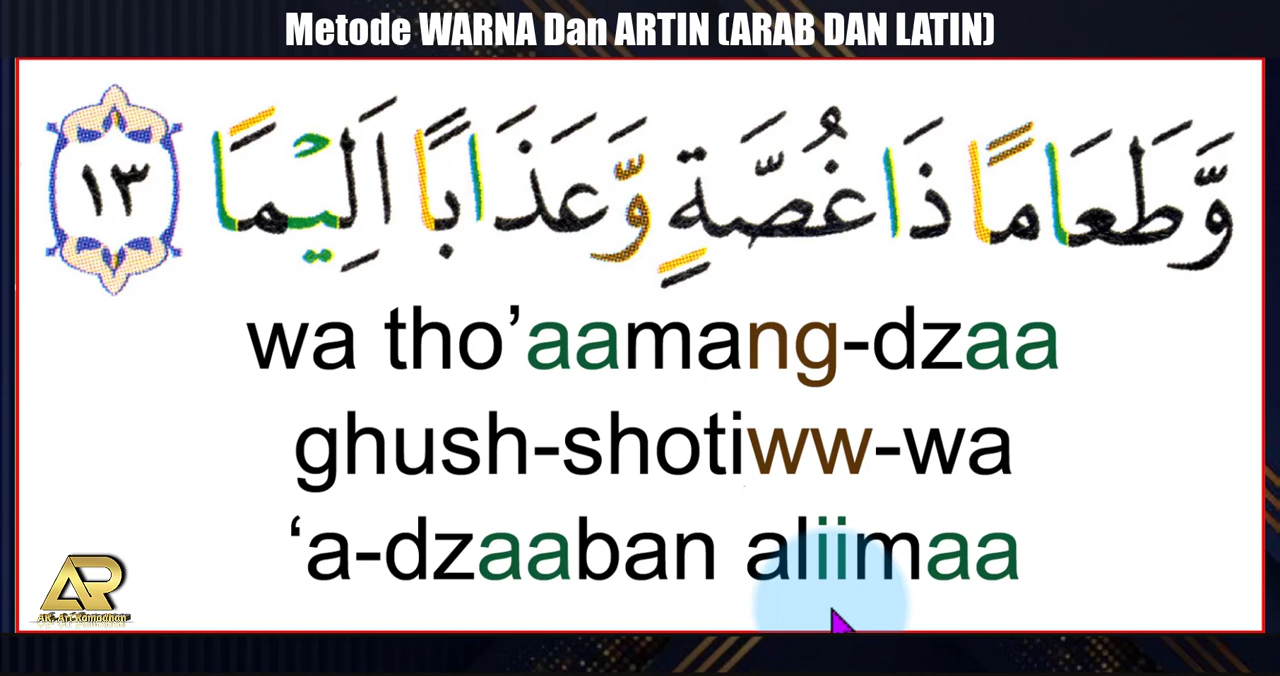 Metode WARNA Dan ARTIN (ARAB DAN LATIN)
وَّطَعَامًا ذَا غُصَّةٍ وَّعَذَابًا اَلِيْمًا ١٣
wa tho’aamang-dzaa
ghush-shotiww-wa
‘a-dzaaban aliimaa
AR